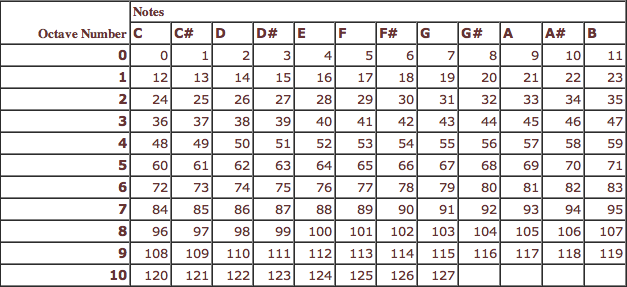 Notes
Octave Number C C# D D# E F F# G G# A A# B
0 0 1 2 3 4 5 6 7 8 9 10 11
1 12 13 14 15 16 17 18 19 20 21 22 23
2 24 25 26 27 28 29 30 31 32 33 34 35
3 36 37 38 39 40 41 42 43 44 45 46 47
4 48 49 50 51 52 53 54 55 56 57 58 59
5 60 61 62 63 64 65 66 67 68 69 70 71
6 72 73 74 75 76 77 78 79 80 81 82 83
7 84 85 86 87 88 89 90 91 92 93 94 95
8 96 97 98 99 100 101 102 103 104 105 106 107
9 108 109 110 111 112 113 114 115 116 117 118 119
10 120 121 122 123 124 125 126 127